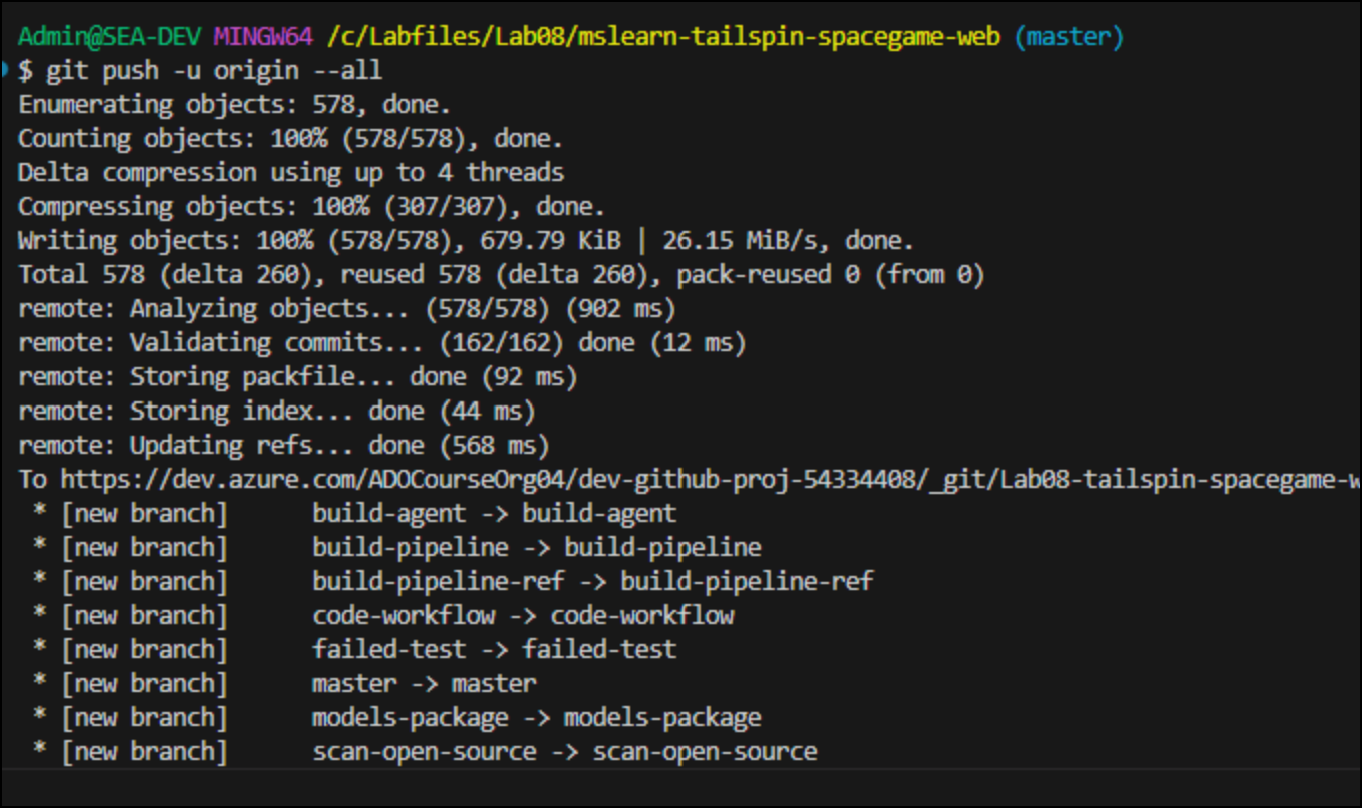 Admin@SEA-DEV MINGW64 /c/Labfiles/Lab08/mslearn-tailspin-spacegame-web (master)
$ git push -u origin --all
Enumerating objects: 578, done.
Counting objects: 100% (578/578), done.
Delta compression using up to 4 threads
Compressing objects: 100% (307/307), done.
Writing objects: 100% (578/578), 679.79 KiB | 26.15 MiB/s, done.
Total 578 (delta 260), reused 578 (delta 260), pack-reused 0 (from 0)
remote: Analyzing objects... (578/578) (902 ms)
remote: Validating commits... (162/162) done (12 ms)
remote: Storing packfile... done (92 ms)
remote: Storing index... done (44 ms)
remote: Updating refs... done (568 ms)
To https://dev.azure.com/ADOCourseOrg04/dev-github-proj-54334408/_git/Lab08-tailspin-spacegame-w
 * [new branch]      build-agent -> build-agent
 * [new branch]      build-pipeline -> build-pipeline
 * [new branch]      build-pipeline-ref -> build-pipeline-ref
 * [new branch]      code-workflow -> code-workflow
 * [new branch]      failed-test -> failed-test
 * [new branch]      master -> master
 * [new branch]      models-package -> models-package
 * [new branch]      scan-open-source -> scan-open-source